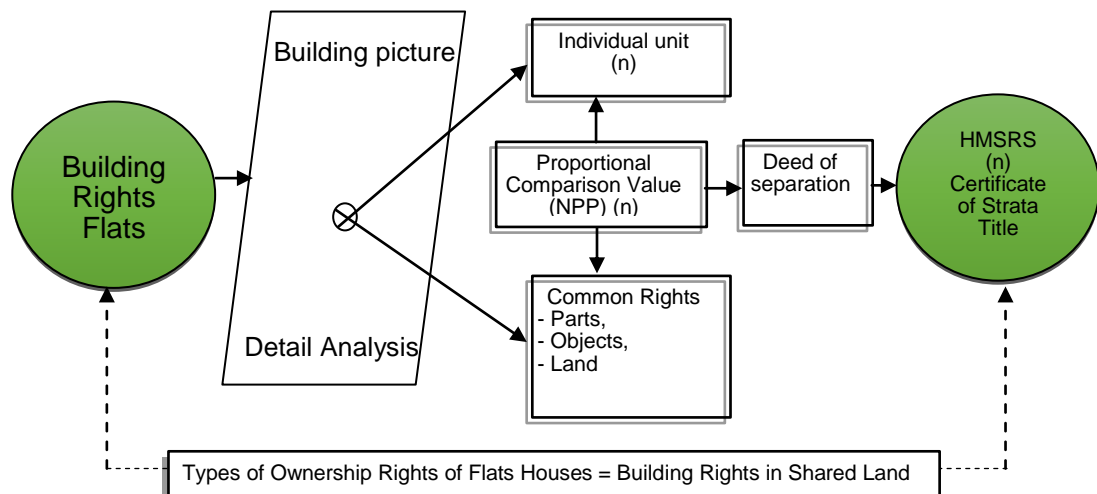 Building
Rights
Flats
Building picture
Detail Analysis
Individual unit
(n)
Proportional
Comparison Value
(NPP) (n)
Common Rights
- Parts,
- Objects,
- Land
Deed of
separation
HMSRS
(n)
Certificate
of Strata
Title
Types of Ownership Rights of Flats Houses = Building Rights in Shared Land